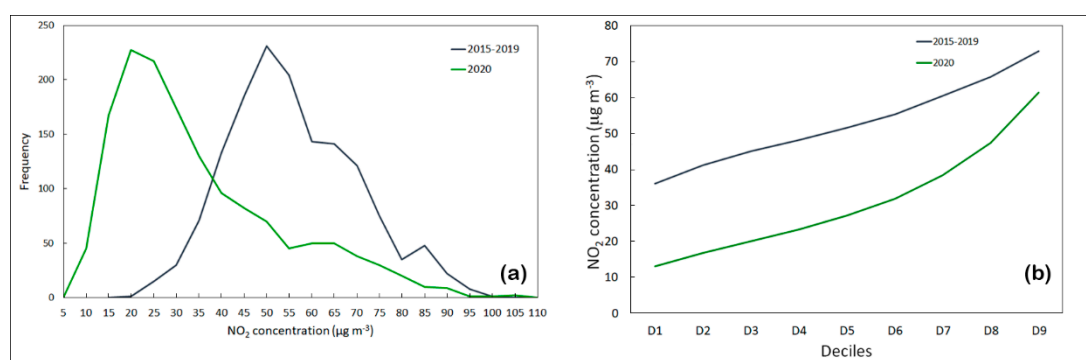 250
200
150
100
50
0
Frequency
2015-2019
2020
(a)
5 10 15 20 25 30 35 40 45 50 55 60 65 70 75 80 85 90 95 100 105 110
NO₂ concentration (µg m⁻³)
80
70
60
50
40
30
20
10
0
NO₂ concentration (µg m⁻³)
2015-2019
2020
(b)
D1 D2 D3 D4 D5 D6 D7 D8 D9
Deciles